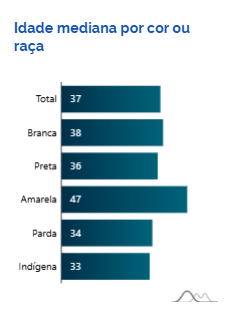 Idade mediana por cor ou
raça
Total 37
Branca 38
Preta 36
Amarela 47
Parda 34
Indígena 33